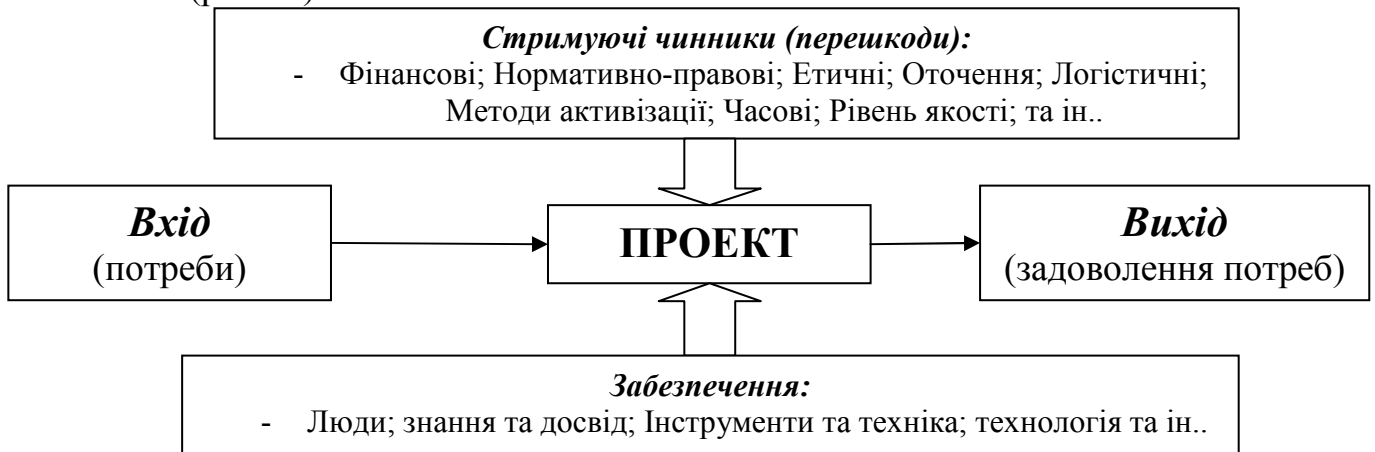 Стримуючі чинники (перешкоди):
- Фінансові; Нормативно-правові; Етичні; Оточення; Логістичні;
Методи активізації; Часові; Рівень якості; та ін..
Вхід
(потреби)
ПРОЕКТ
Вихід
(задоволення потреб)
Забезпечення:
- Люди; знання та досвід; Інструменти та техніка; технологія та ін..